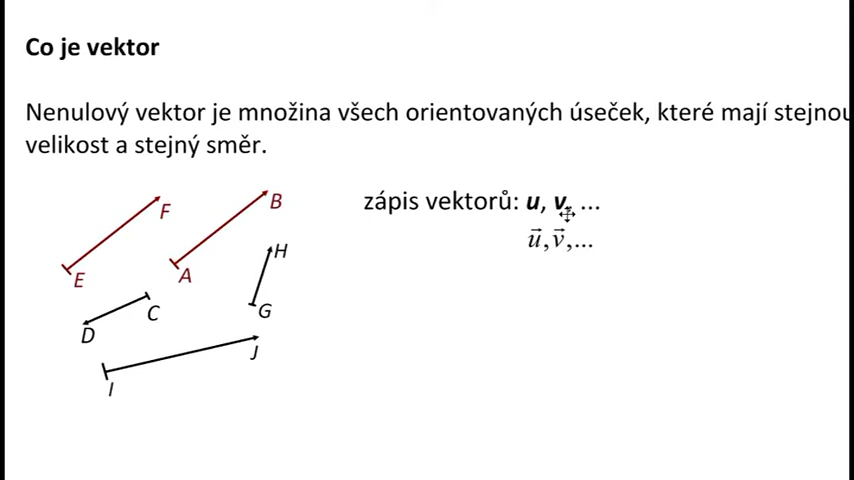 Co je vektor
Nenulový vektor je množina všech orientovaných úseček, které mají stejnou
velikost a stejný směr.
zápis vektorů: u, v, ...
u⃗,v⃗,...
F
B
E
A
H
C
G
D
J
I